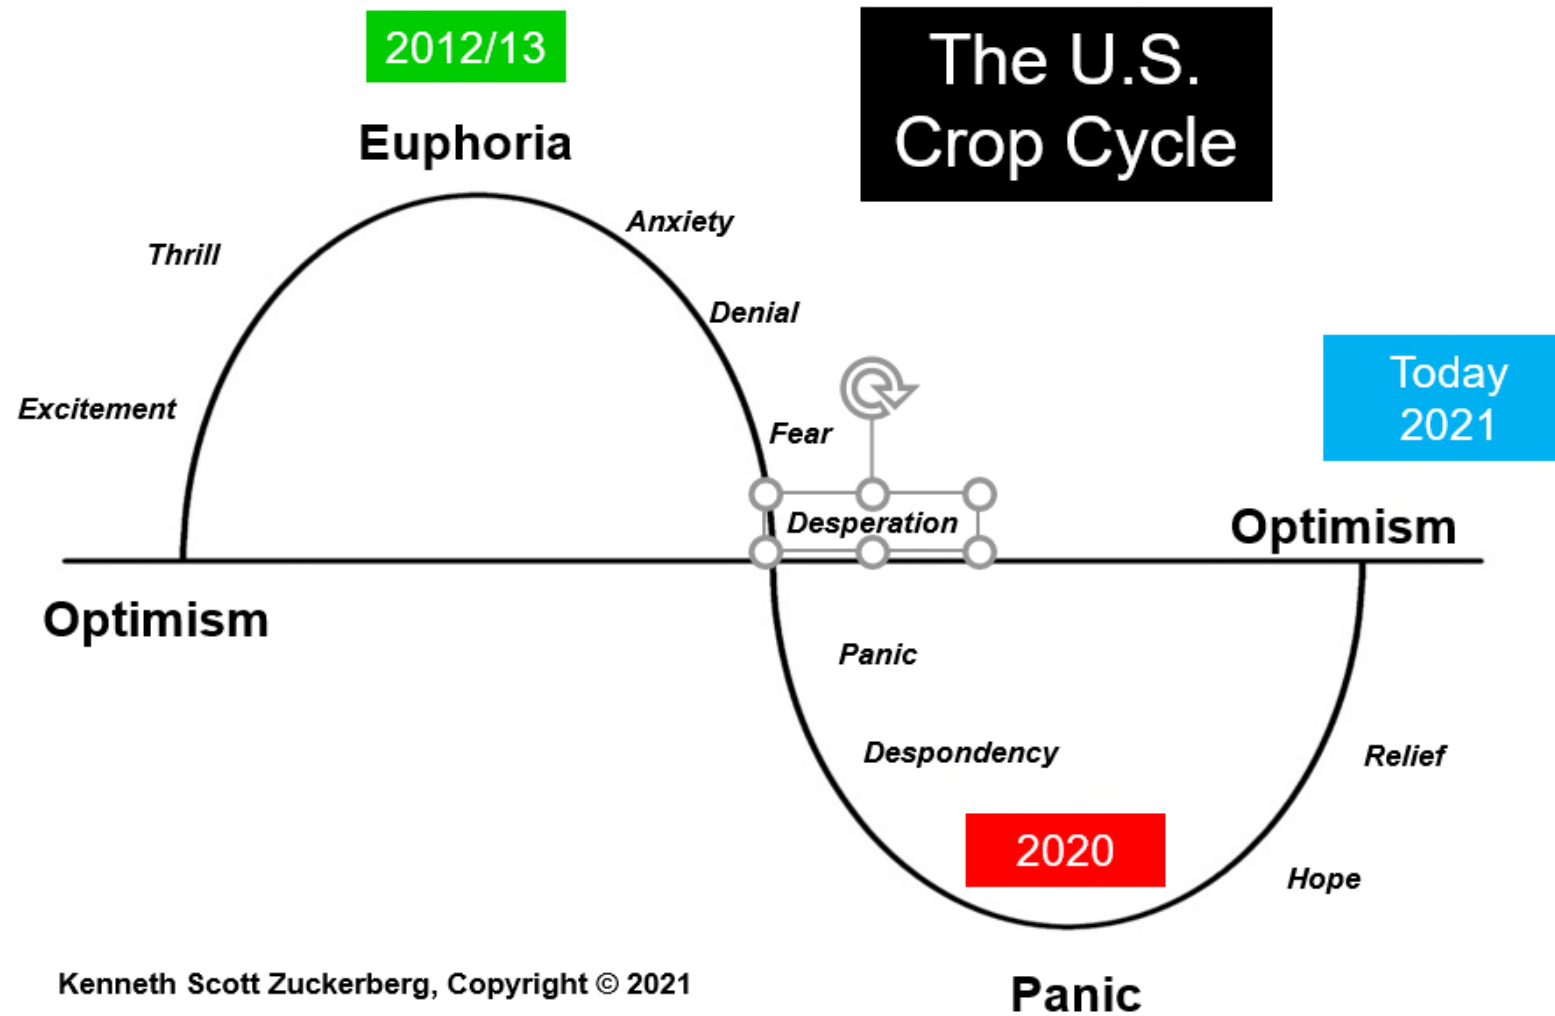 2012/13
The U.S.
Crop Cycle
Euphoria
Anxiety
Thrill
Denial
Today
2021
Excitement
Fear
Desperation
Optimism
Optimism
Panic
Despondency
Relief
2020
Hope
Kenneth Scott Zuckerberg, Copyright © 2021
Panic